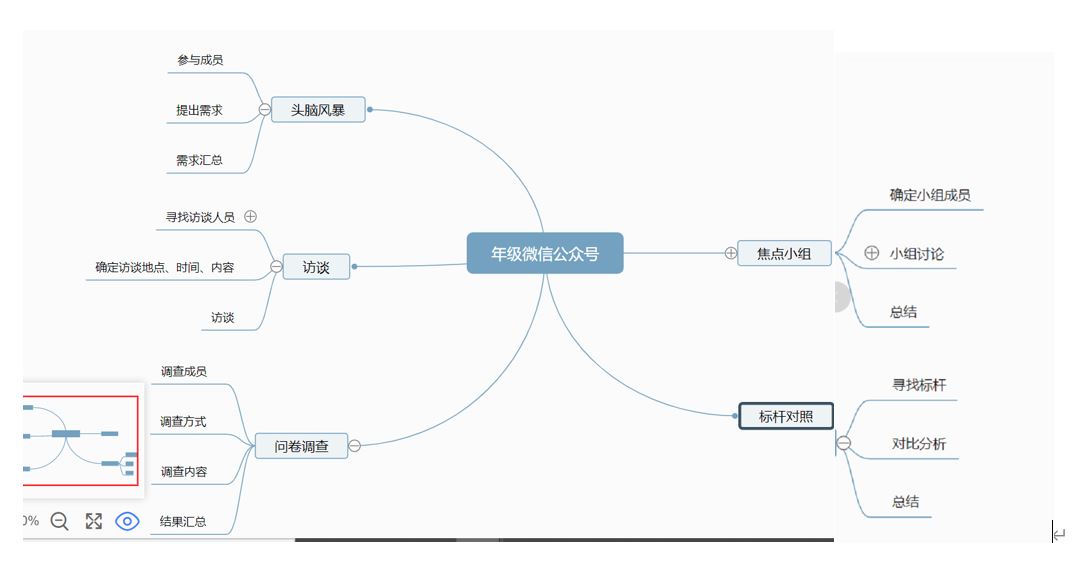 参与成员
提出需求
需求汇总
头脑风暴
寻找访谈人员
确定访谈地点、时间、内容
访谈
访谈
调查成员
调查方式
调查内容
结果汇总
问卷调查
年级微信公众号
焦点小组
确定小组成员
小组讨论
总结
标杆对照
寻找标杆
对比分析
总结
0%